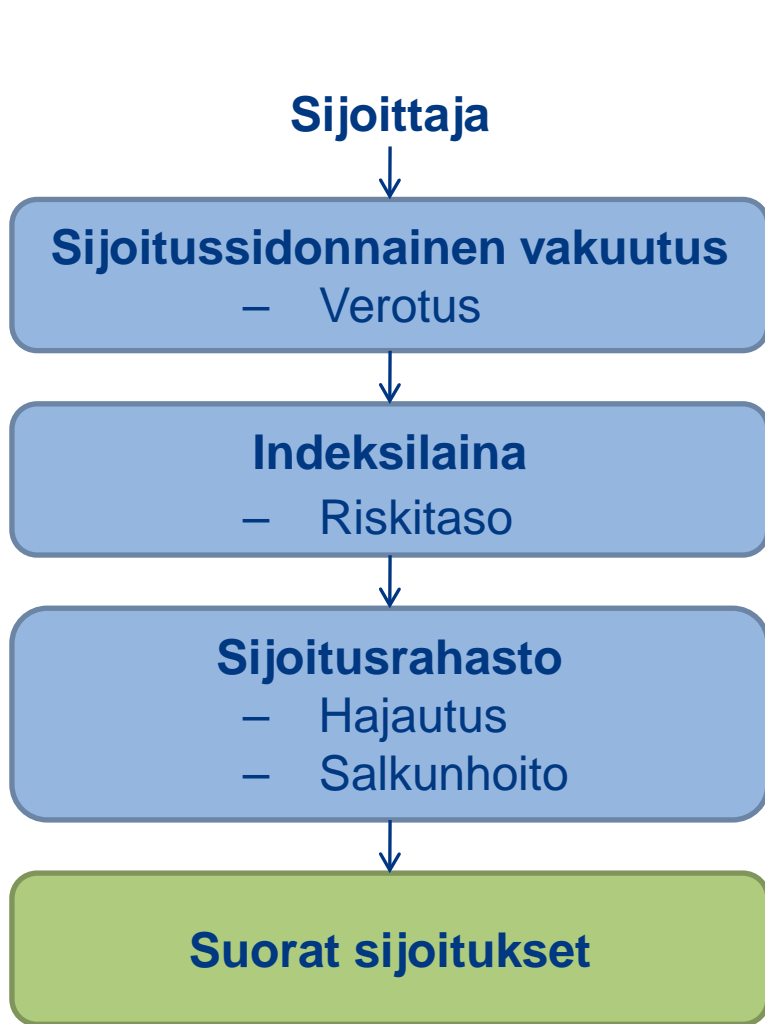 Sijoittaja
Sijoitussidonnainen vakuutus
– Verotus
Indeksilaina
– Riskitaso
Sijoitusrahasto
– Hajautus
– Salkunhoito
Suorat sijoitukset